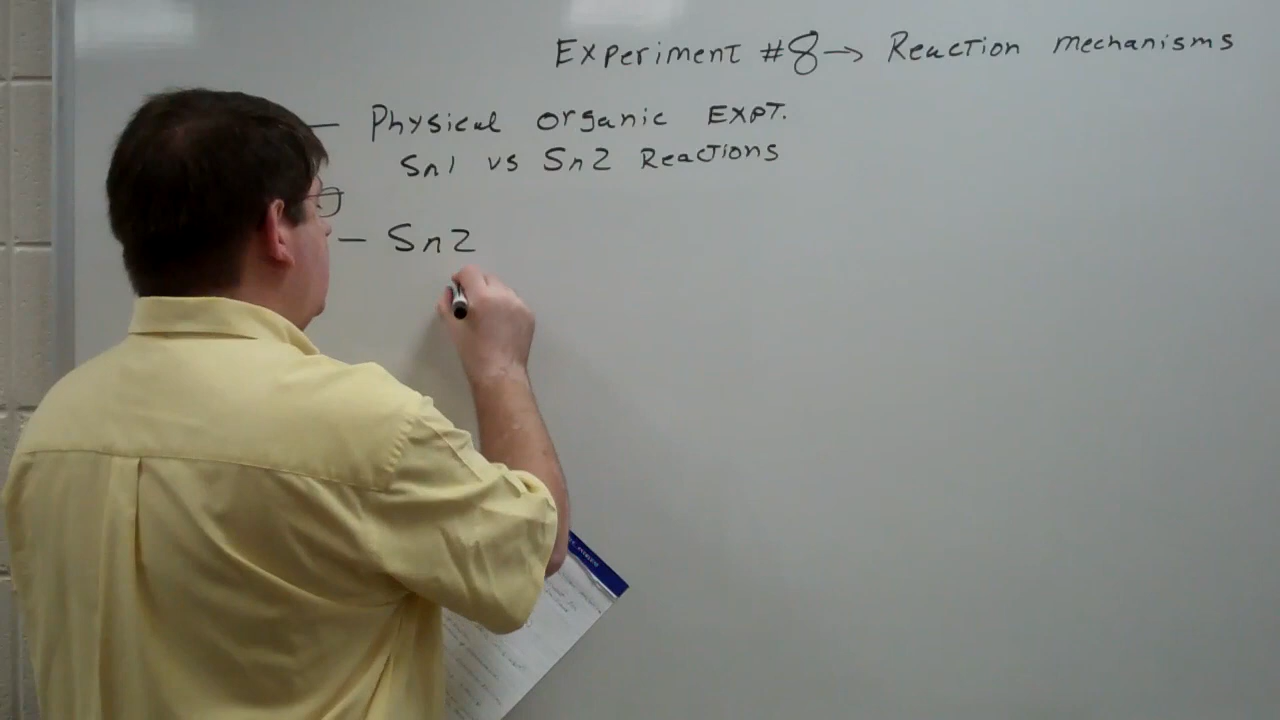 Experiment #8 → Reaction mechanisms
— Physical organic EXPT.
Sn1 vs Sn2 Reactions
— Sn2